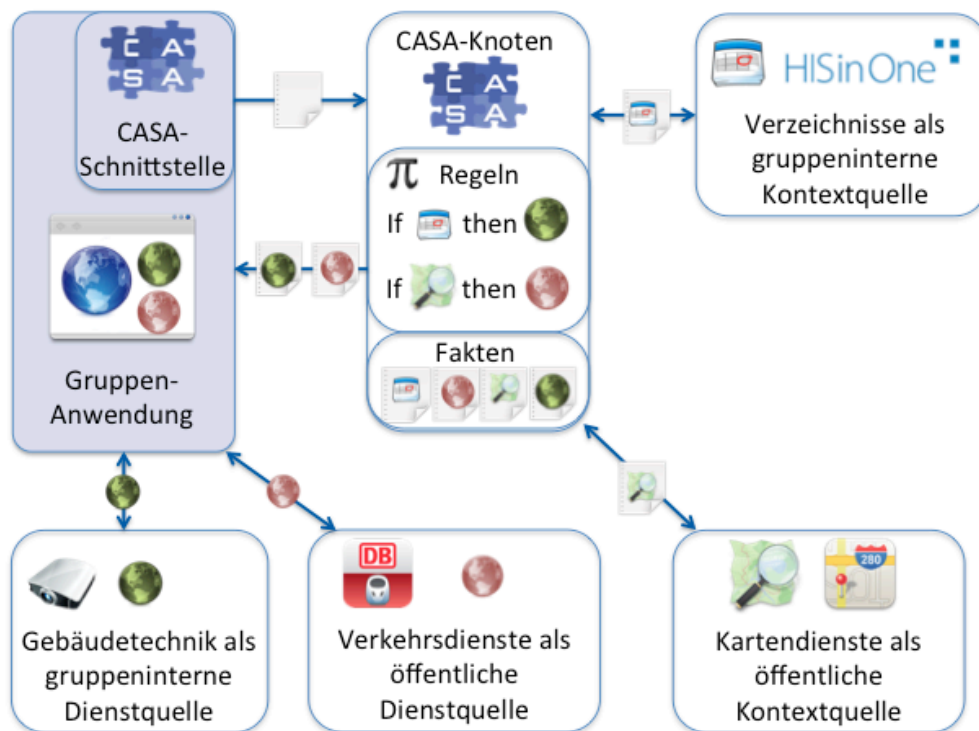 C A
S A
CASA-
Schnittstelle
Gruppen-
Anwendung
CASA-Knoten
C A
S A
π Regeln
If then
If then
Fakten
HISinOne
Verzeichnisse als
gruppeninterne
Kontextquelle
Gebäudetechnik als
gruppeninterne
Dienstquelle
DB
Verkehrsdienste als
öffentliche
Dienstquelle
280
Kartendienste als
öffentliche
Kontextquelle